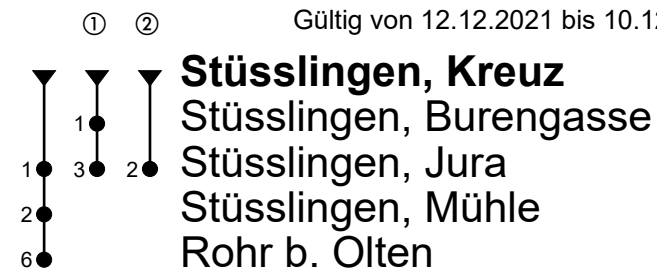 ① ② Gültig von 12.12.2021 bis 10.12
Stüsslingen, Kreuz
1 Stüsslingen, Burengasse
1 3 2 Stüsslingen, Jura
2 Stüsslingen, Mühle
6 Rohr b. Olten